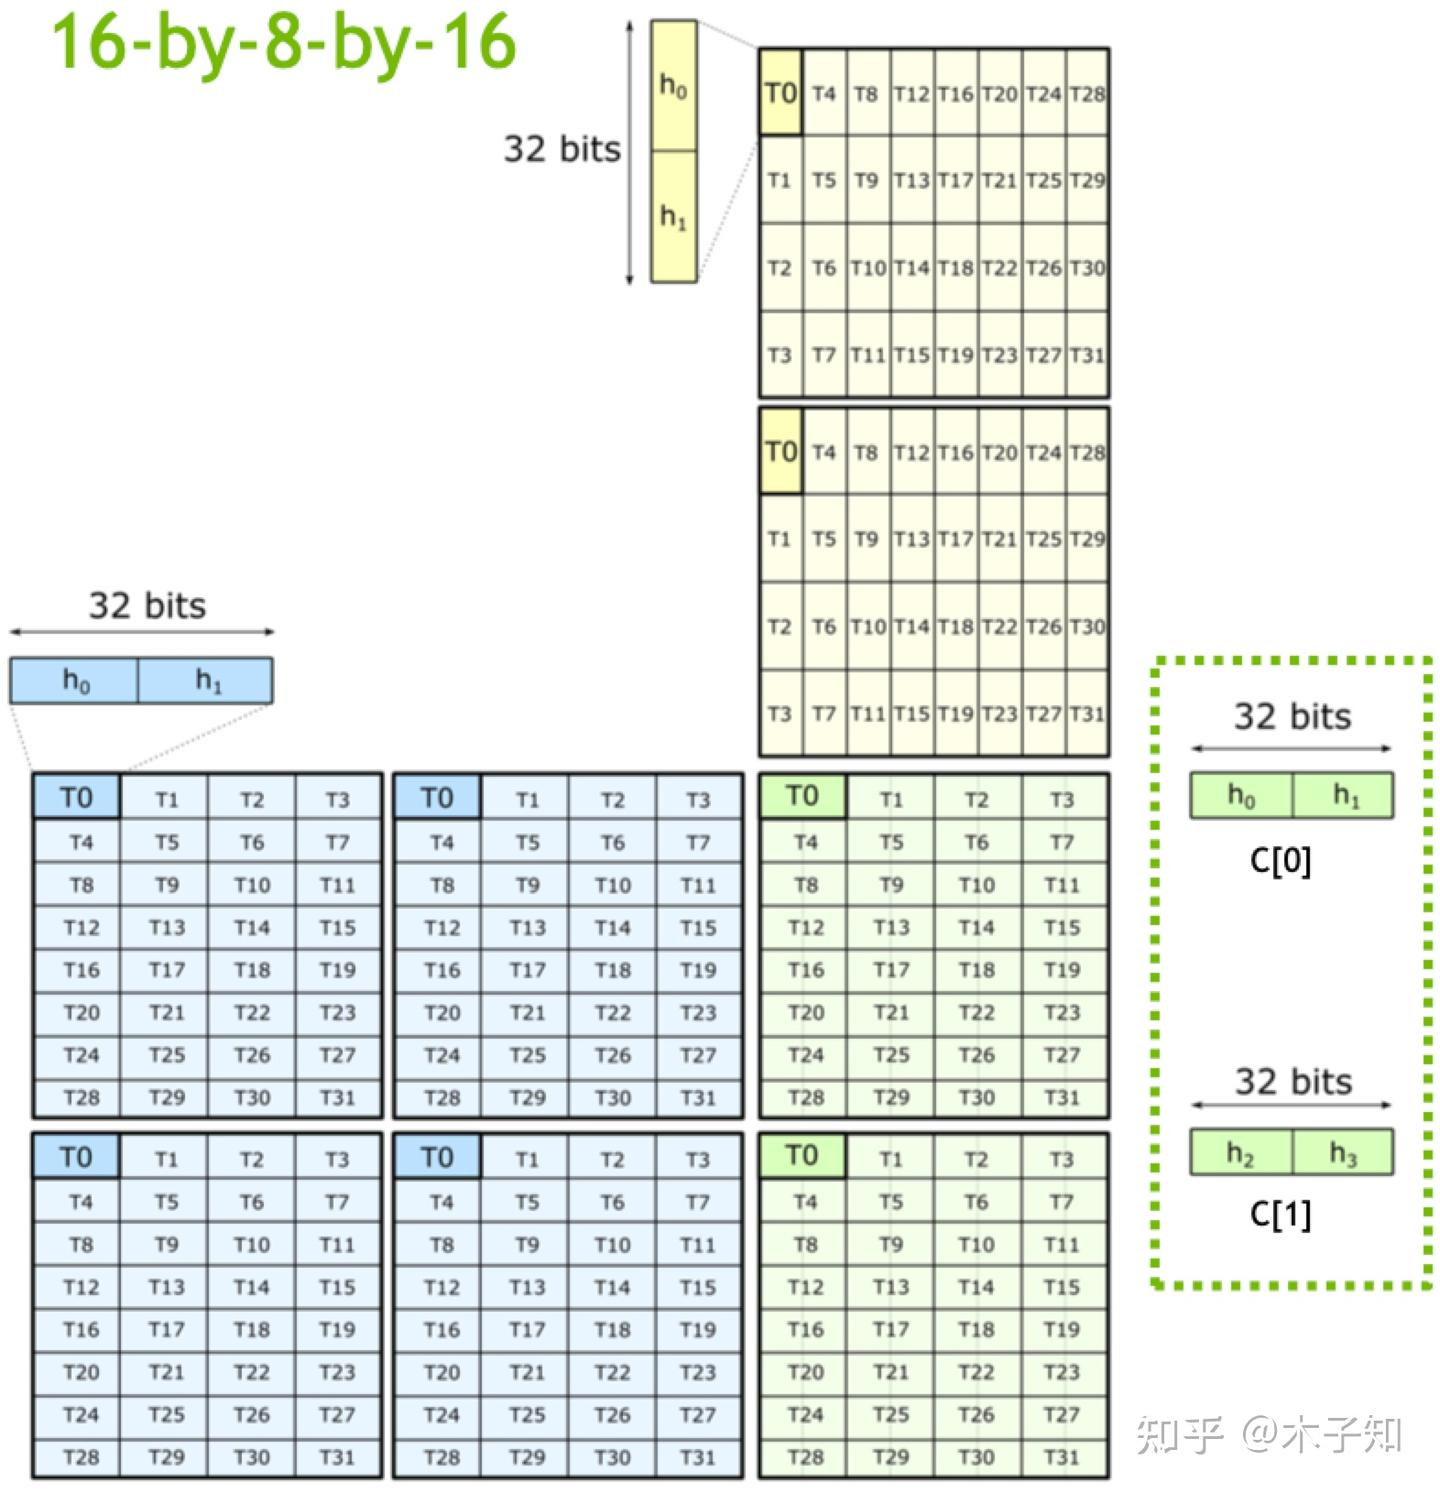 16-by-8-by-16
32 bits
h0
h1
T0 T4 T8 T12 T16 T20 T24 T28
T1 T5 T9 T13 T17 T21 T25 T29
T2 T6 T10 T14 T18 T22 T26 T30
T3 T7 T11 T15 T19 T23 T27 T31
T0 T4 T8 T12 T16 T20 T24 T28
T1 T5 T9 T13 T17 T21 T25 T29
T2 T6 T10 T14 T18 T22 T26 T30
T3 T7 T11 T15 T19 T23 T27 T31
32 bits
h0 h1
T0 T1 T2 T3 T0 T1 T2 T3 T0 T1 T2 T3
T4 T5 T6 T7 T4 T5 T6 T7 T4 T5 T6 T7
T8 T9 T10 T11 T8 T9 T10 T11 T8 T9 T10 T11
T12 T13 T14 T15 T12 T13 T14 T15 T12 T13 T14 T15
T16 T17 T18 T19 T16 T17 T18 T19 T16 T17 T18 T19
T20 T21 T22 T23 T20 T21 T22 T23 T20 T21 T22 T23
T24 T25 T26 T27 T24 T25 T26 T27 T24 T25 T26 T27
T28 T29 T30 T31 T28 T29 T30 T31 T28 T29 T30 T31
T0 T1 T2 T3 T0 T1 T2 T3 T0 T1 T2 T3
T4 T5 T6 T7 T4 T5 T6 T7 T4 T5 T6 T7
T8 T9 T10 T11 T8 T9 T10 T11 T8 T9 T10 T11
T12 T13 T14 T15 T12 T13 T14 T15 T12 T13 T14 T15
T16 T17 T18 T19 T16 T17 T18 T19 T16 T17 T18 T19
T20 T21 T22 T23 T20 T21 T22 T23 T20 T21 T22 T23
T24 T25 T26 T27 T24 T25 T26 T27 T24 T25 T26 T27
T28 T29 T30 T31 T28 T29 T30 T31 T28 T29 T30 T31
32 bits
h0 h1
C[0]
32 bits
h2 h3
C[1]
知乎 @木子知